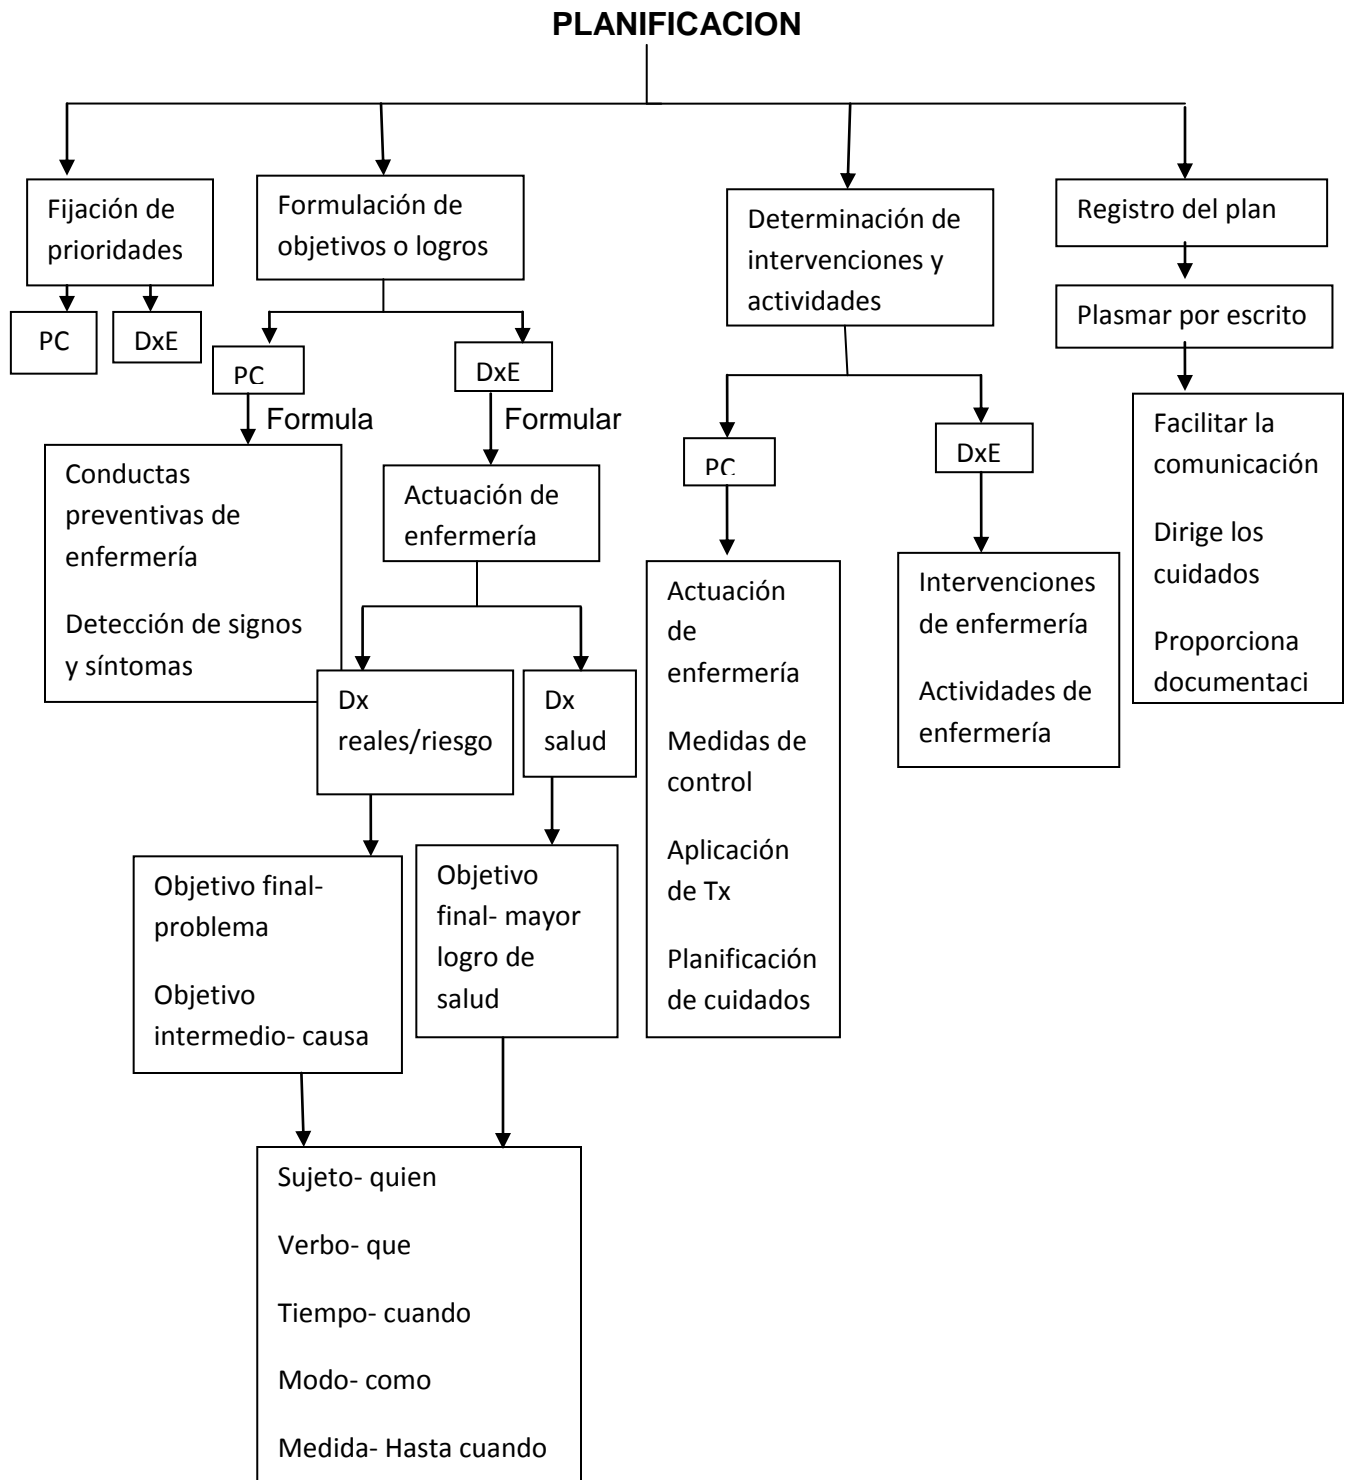 PLANIFICACION
Fijación de
prioridades
PC
DxE
Formulación de
objetivos o logros
PC
DxE
Formula
Formular
Conductas
preventivas de
enfermería
Detección de signos
y síntomas
Actuación de
enfermería
Dx
reales/riesgo
Dx
salud
Objetivo final-
problema
Objetivo
intermedio- causa
Objetivo
final- mayor
logro de
salud
Sujeto- quien
Verbo- que
Tiempo- cuando
Modo- como
Medida- Hasta cuando
Determinación de
intervenciones y
actividades
PC
DxE
Actuación
de
enfermería
Medidas de
control
Aplicación
de Tx
Planificación
de cuidados
Intervenciones
de enfermería
Actividades de
enfermería
Registro del plan
Plasmar por escrito
Facilitar la
comunicación
Dirige los
cuidados
Proporciona
documentaci